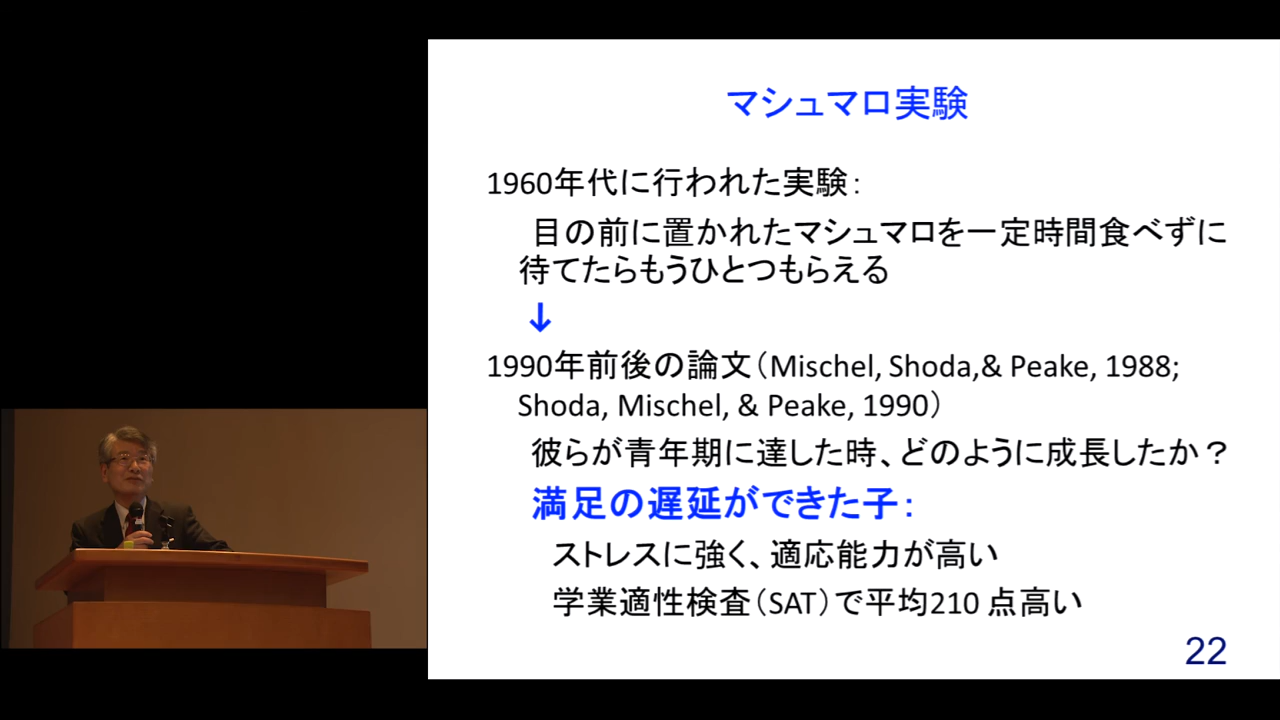 マシュマロ実験
1960年代に行われた実験：
目の前に置かれたマシュマロを一定時間食べずに
待てたらもうひとつもらえる
↓
1990年前後の論文（Mischel, Shoda,& Peake, 1988;
Shoda, Mischel, & Peake, 1990）
彼らが青年期に達した時、どのように成長したか？
満足の遅延ができた子：
ストレスに強く、適応能力が高い
学業適性検査（SAT）で平均210 点高い
22